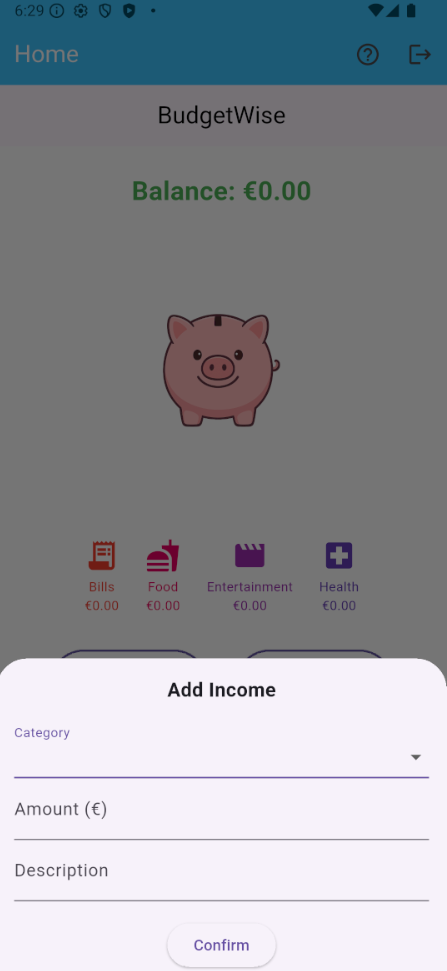 6:29
Home
BudgetWise
Balance: €0.00
Bills Food Entertainment Health
€0.00 €0.00 €0.00 €0.00
Add Income
Category
Amount (€)
Description
Confirm